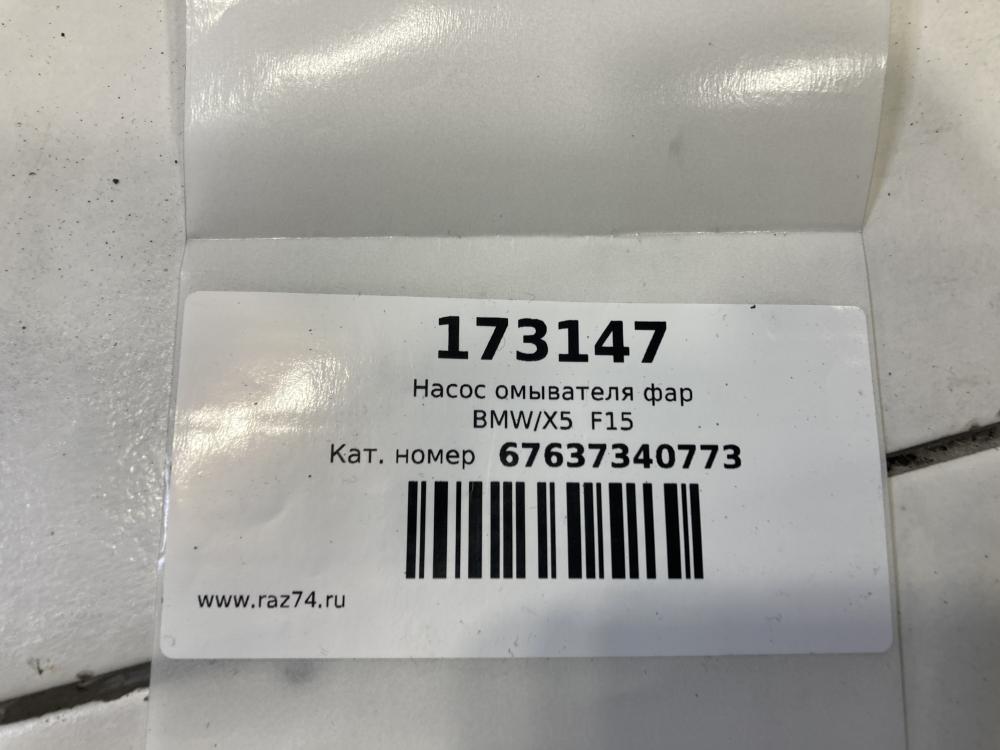 173147
Насос омывателя фар
BMW/X5 F15
Кат. номер 67637340773
www.raz74.ru